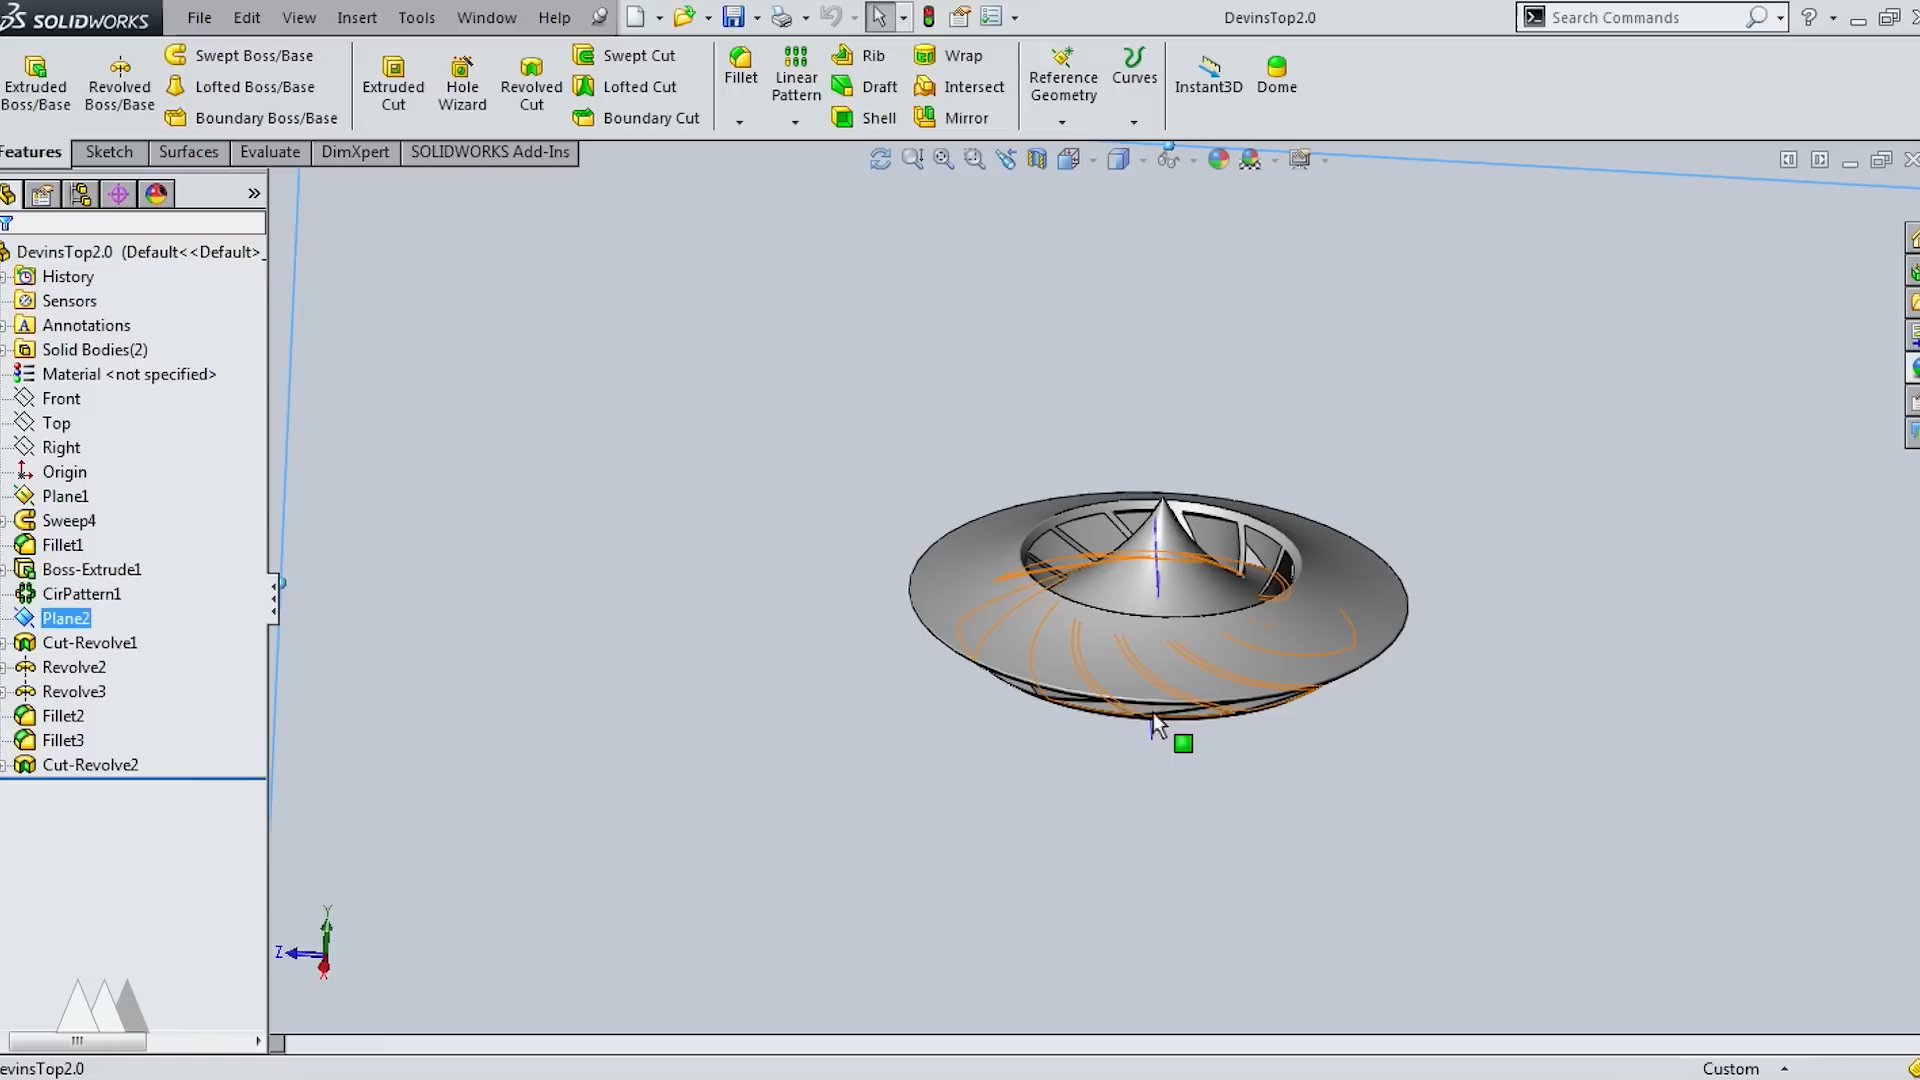 SOLIDWORKS File Edit View Insert Tools Window Help DevinsTop2.0 Search Commands
Extruded Boss/Base
Revolved Boss/Base
Swept Boss/Base
Lofted Boss/Base
Boundary Boss/Base
Extruded Cut
Hole Wizard
Revolved Cut
Swept Cut
Lofted Cut
Boundary Cut
Fillet
Linear Pattern
Rib
Draft
Shell
Wrap
Intersect
Mirror
Reference Geometry
Curves
Instant3D
Dome
Features Sketch Surfaces Evaluate DimXpert SOLIDWORKS Add-Ins
DevinsTop2.0 (Default<<Default>_
History
Sensors
Annotations
Solid Bodies(2)
Material <not specified>
Front
Top
Right
Origin
Plane1
Sweep4
Fillet1
Boss-Extrude1
CirPattern1
Plane2
Cut-Revolve1
Revolve2
Revolve3
Fillet2
Fillet3
Cut-Revolve2
Y
Z
X
evinsTop2.0
Custom